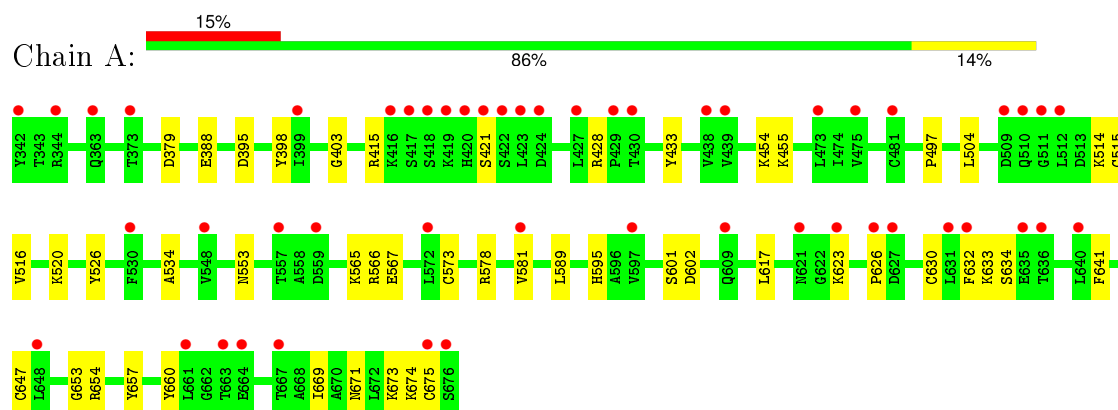 15%
Chain A:
86%
14%
Y342 T343 R344 Q363 T373 D379 E388 D395 Y398 I399 G403 R415 K416 S417 S418 K419 H420 S421 S422 L423 D424 L427 R428 P429 T430 Y433 V438 V439 K454 K455 L473 I474 V475 C481 P497 L504 D509 Q510 G511 L512 D513 K514 G515
V516 K520 Y526 F530 A534 V548 N553 T557 A558 D559 K565 R566 E567 L572 C573 R578 V581 L589 H595 A596 V597 S601 D602 Q609 L617 N621 G622 K623 P626 D627 C630 L631 F632 K633 S634 E635 T636 L640 F641
C647 L648 G653 R654 Y657 Y660 L661 G662 T663 E664 T667 A668 I669 A670 N671 L672 K673 K674 C675 S676